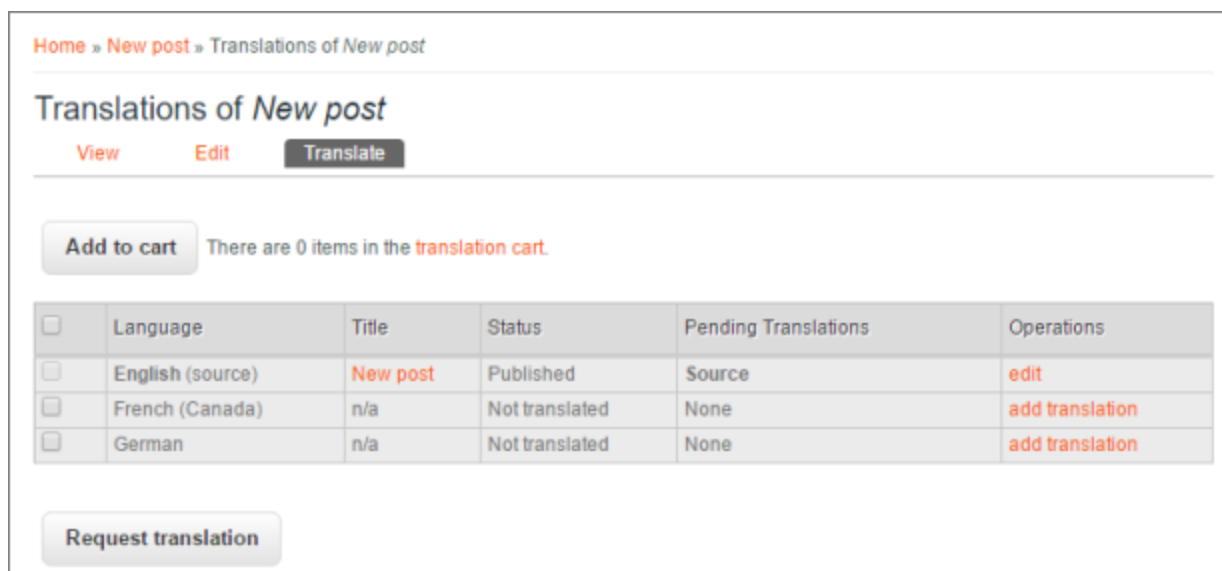 Home » New post » Translations of New post
Translations of New post
View Edit Translate
Add to cart There are 0 items in the translation cart.
Language Title Status Pending Translations Operations
English (source) New post Published Source edit
French (Canada) n/a Not translated None add translation
German n/a Not translated None add translation
Request translation